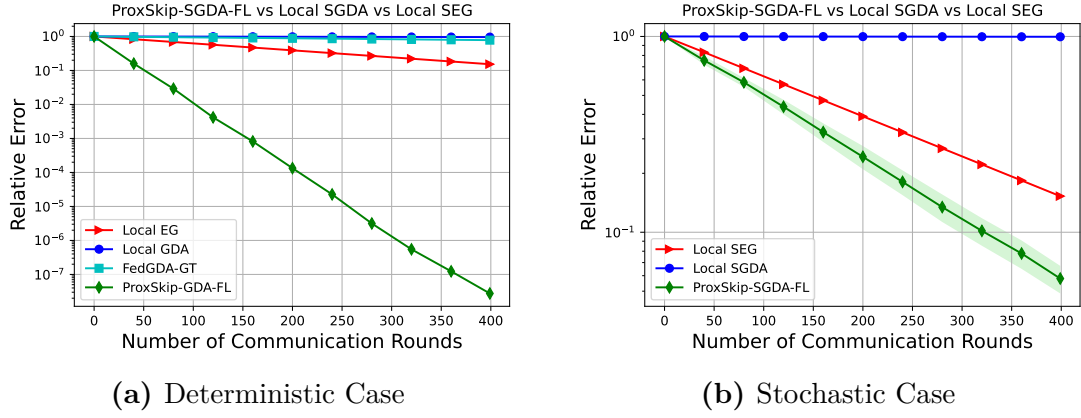 ProxSkip-SGDA-FL vs Local SGDA vs Local SEG
Relative Error
10⁰
10⁻¹
10⁻²
10⁻³
10⁻⁴
10⁻⁵
10⁻⁶
10⁻⁷
Local EG
Local GDA
FedGDA-GT
ProxSkip-GDA-FL
0 50 100 150 200 250 300 350 400
Number of Communication Rounds
(a) Deterministic Case
ProxSkip-SGDA-FL vs Local SGDA vs Local SEG
Relative Error
10⁰
10⁻¹
Local SEG
Local SGDA
ProxSkip-SGDA-FL
0 50 100 150 200 250 300 350 400
Number of Communication Rounds
(b) Stochastic Case